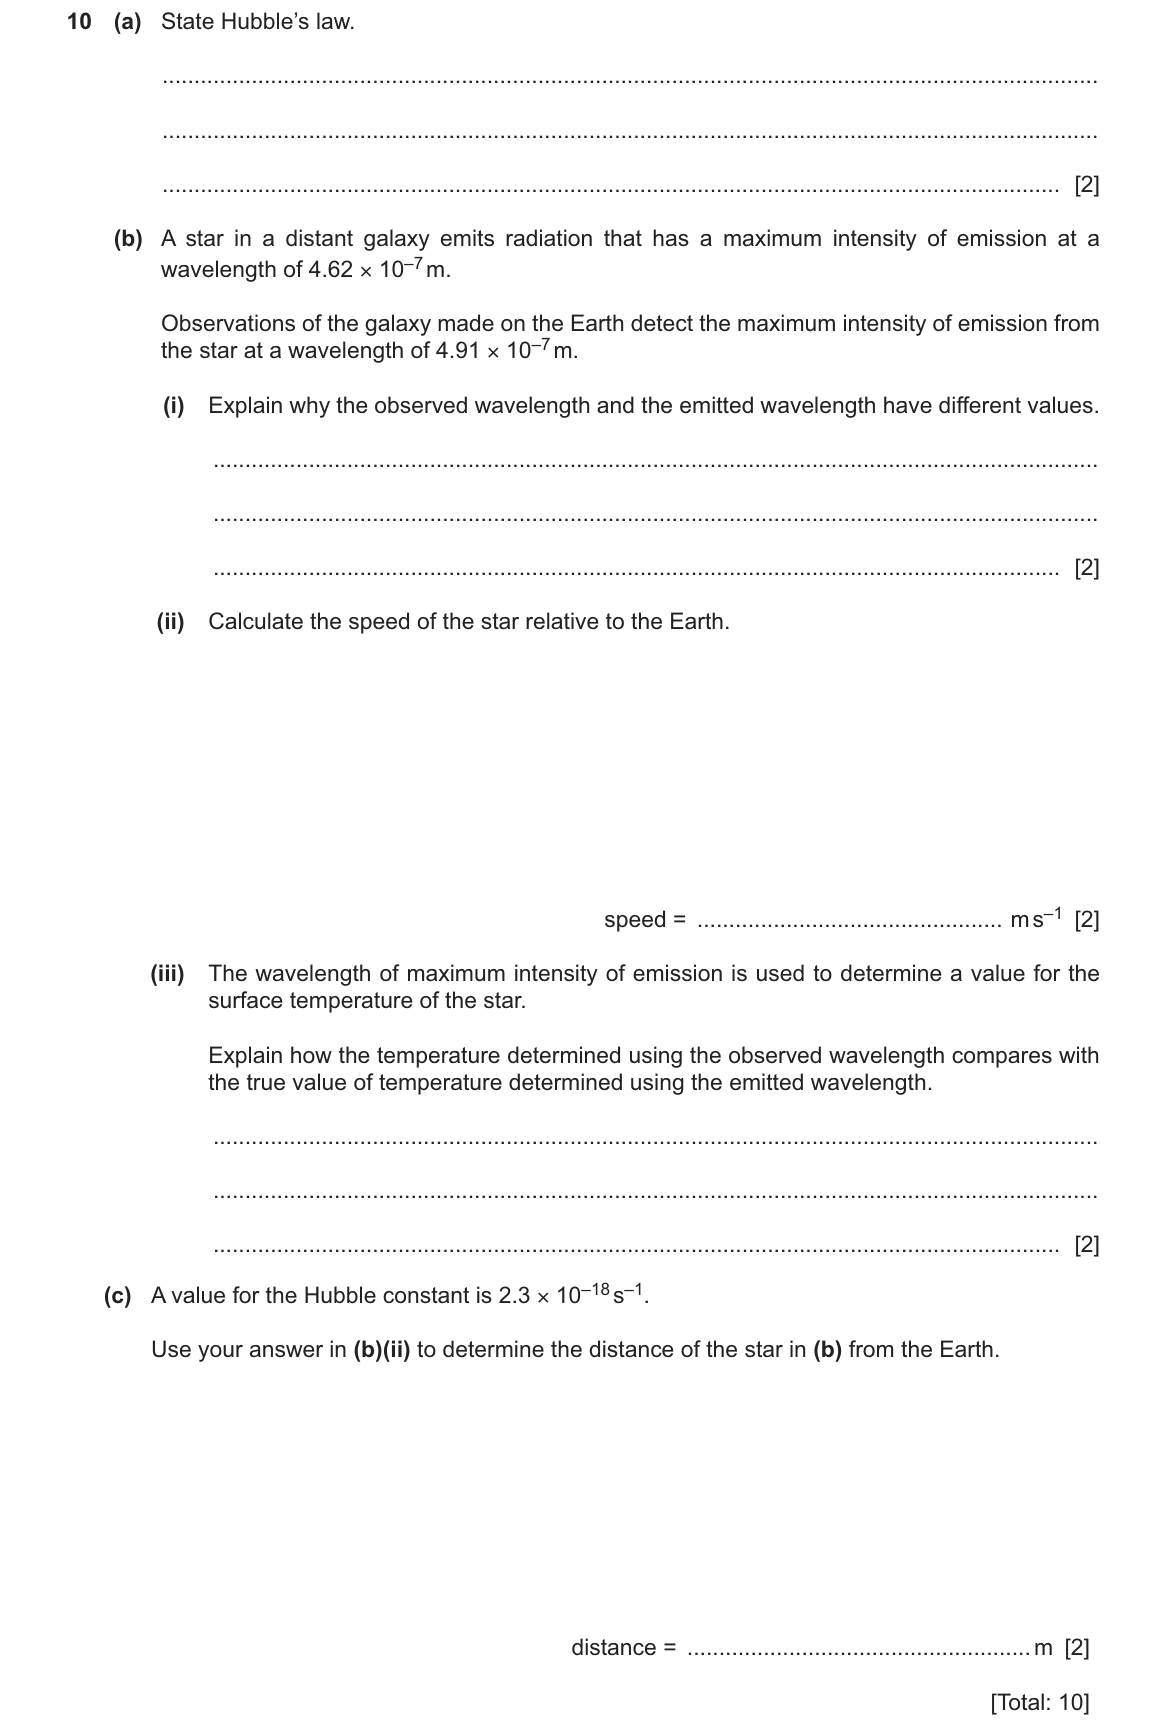 10 (a) State Hubble’s law.
..........................................................................................................................................
..........................................................................................................................................
.................................................................................................................................... [2]
(b) A star in a distant galaxy emits radiation that has a maximum intensity of emission at a
wavelength of 4.62 × 10⁻⁷ m.
Observations of the galaxy made on the Earth detect the maximum intensity of emission from
the star at a wavelength of 4.91 × 10⁻⁷ m.
(i) Explain why the observed wavelength and the emitted wavelength have different values.
..........................................................................................................................................
..........................................................................................................................................
.................................................................................................................................... [2]
(ii) Calculate the speed of the star relative to the Earth.
speed = ................................................ m s⁻¹ [2]
(iii) The wavelength of maximum intensity of emission is used to determine a value for the
surface temperature of the star.
Explain how the temperature determined using the observed wavelength compares with
the true value of temperature determined using the emitted wavelength.
..........................................................................................................................................
..........................................................................................................................................
.................................................................................................................................... [2]
(c) A value for the Hubble constant is 2.3 × 10⁻¹⁸ s⁻¹.
Use your answer in (b)(ii) to determine the distance of the star in (b) from the Earth.
distance = ...................................................... m [2]
[Total: 10]